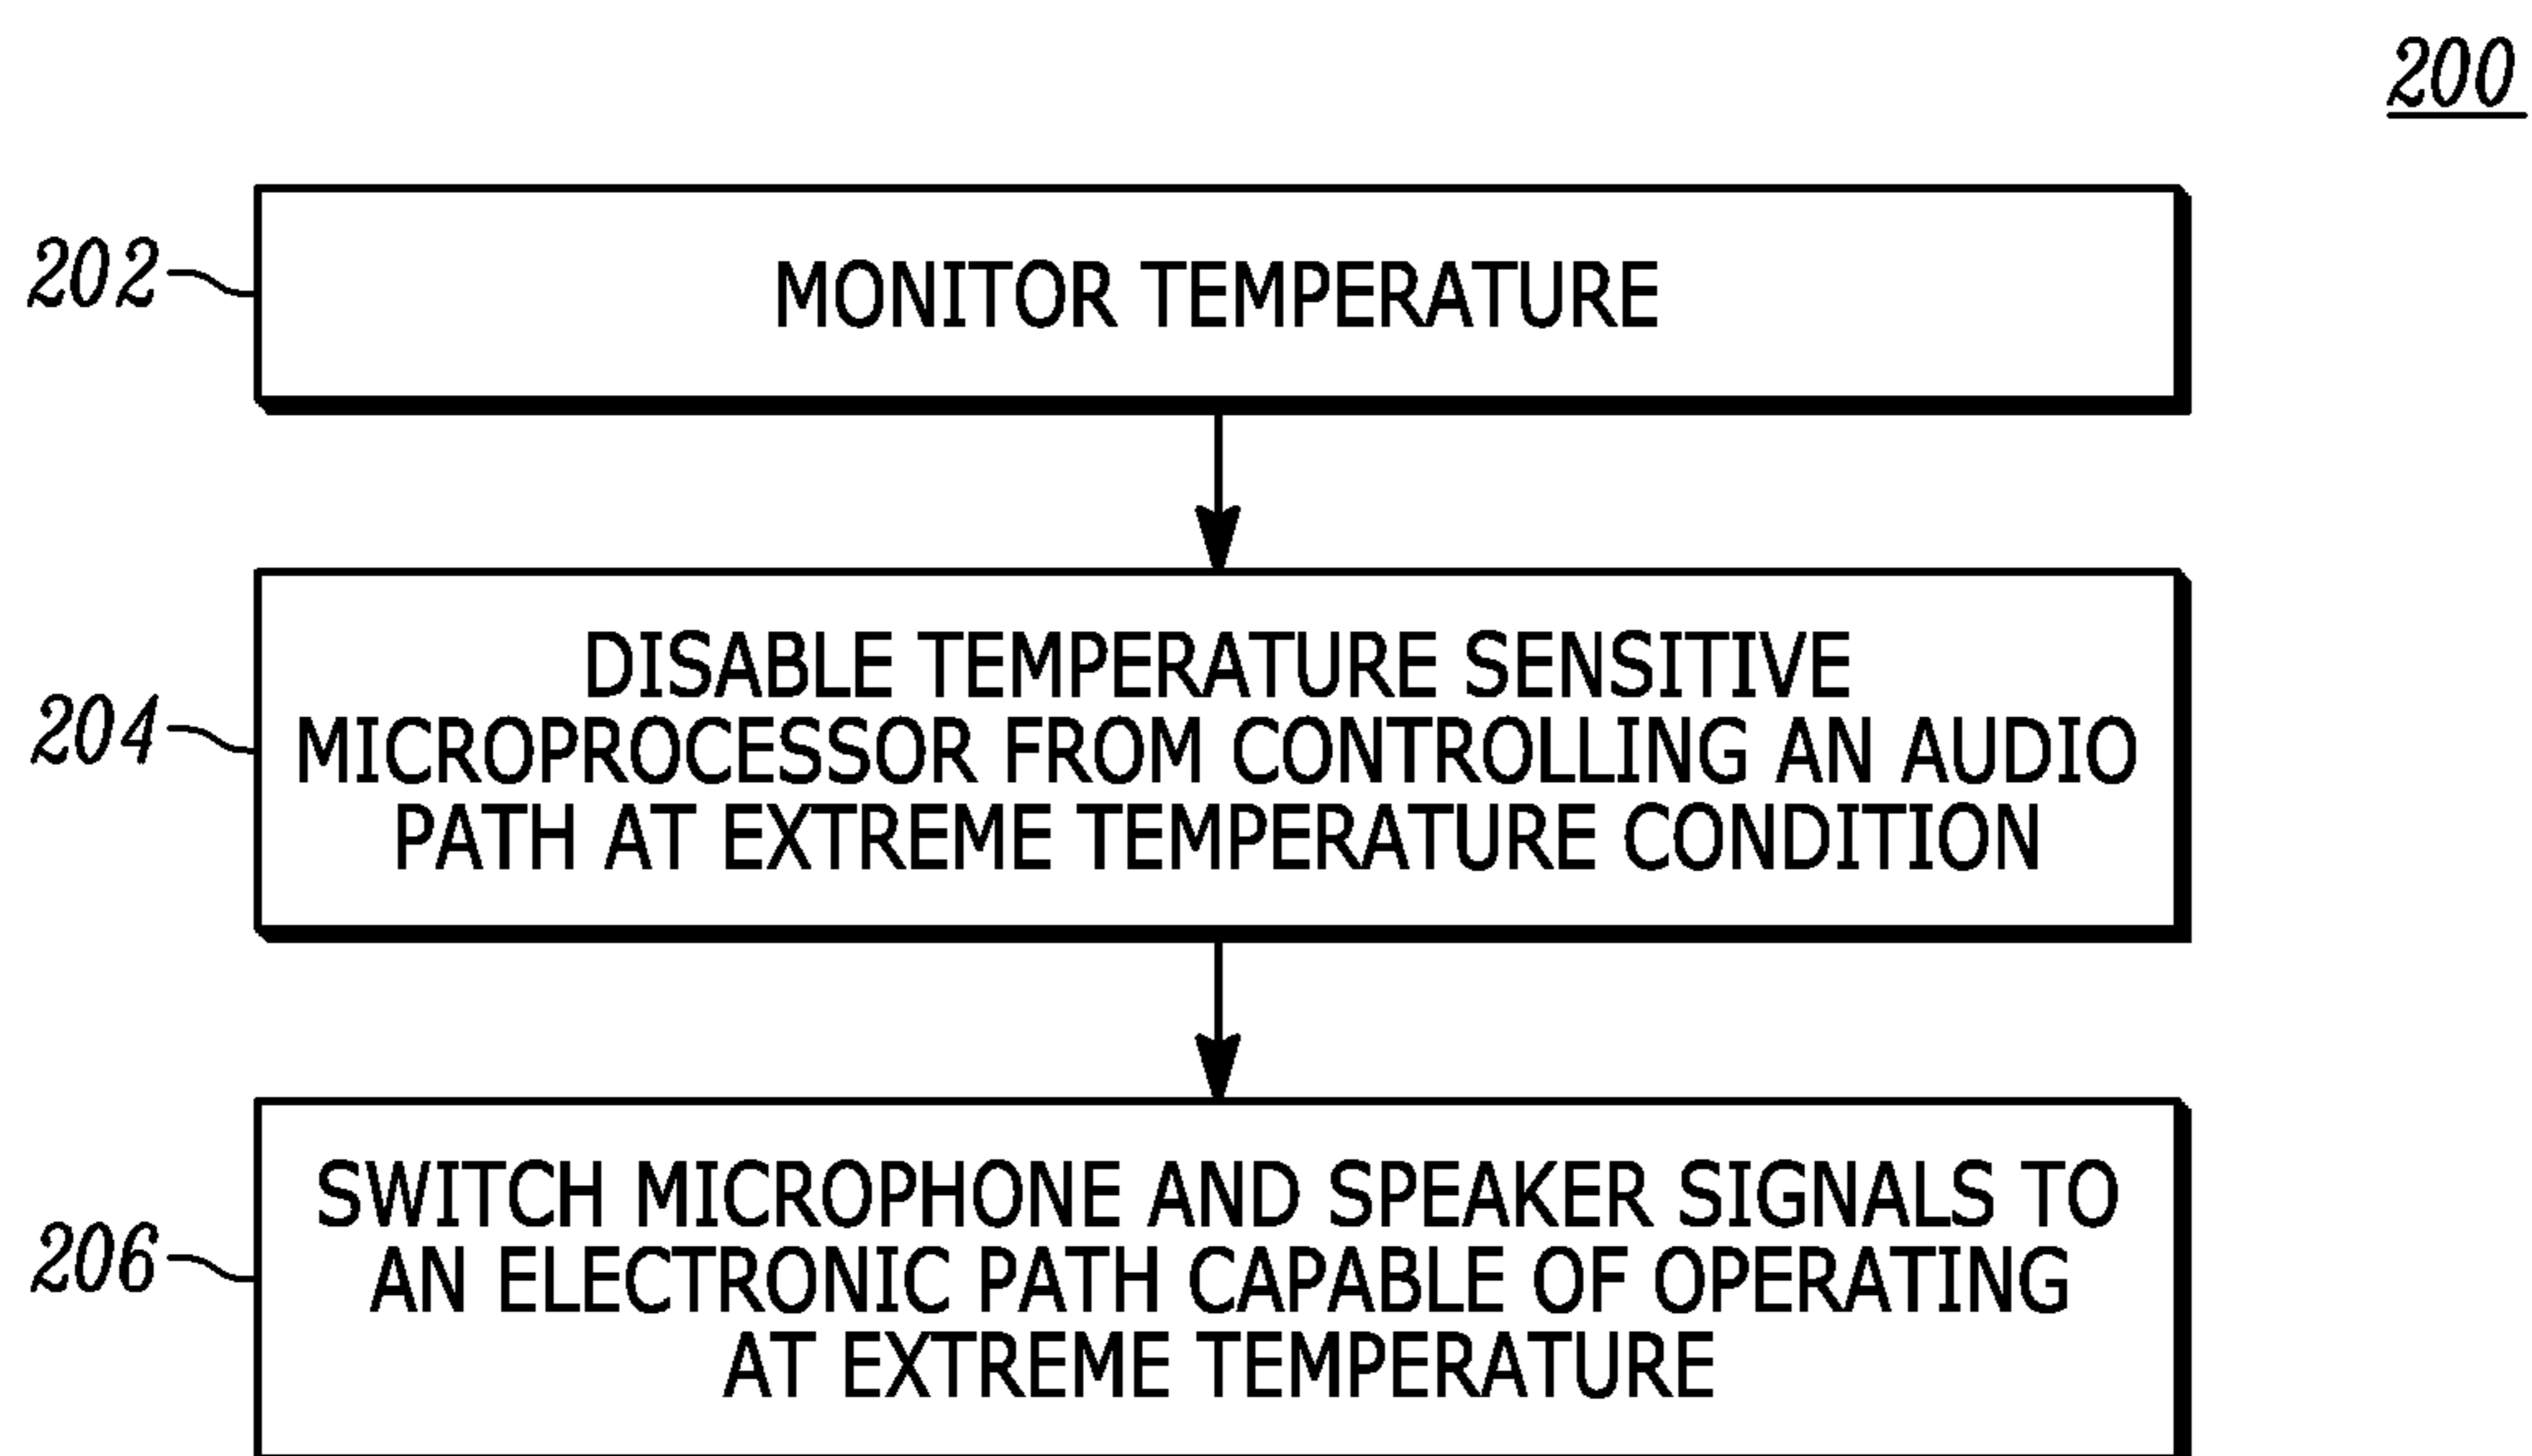 200
202
MONITOR TEMPERATURE
204
DISABLE TEMPERATURE SENSITIVE
MICROPROCESSOR FROM CONTROLLING AN AUDIO
PATH AT EXTREME TEMPERATURE CONDITION
206
SWITCH MICROPHONE AND SPEAKER SIGNALS TO
AN ELECTRONIC PATH CAPABLE OF OPERATING
AT EXTREME TEMPERATURE